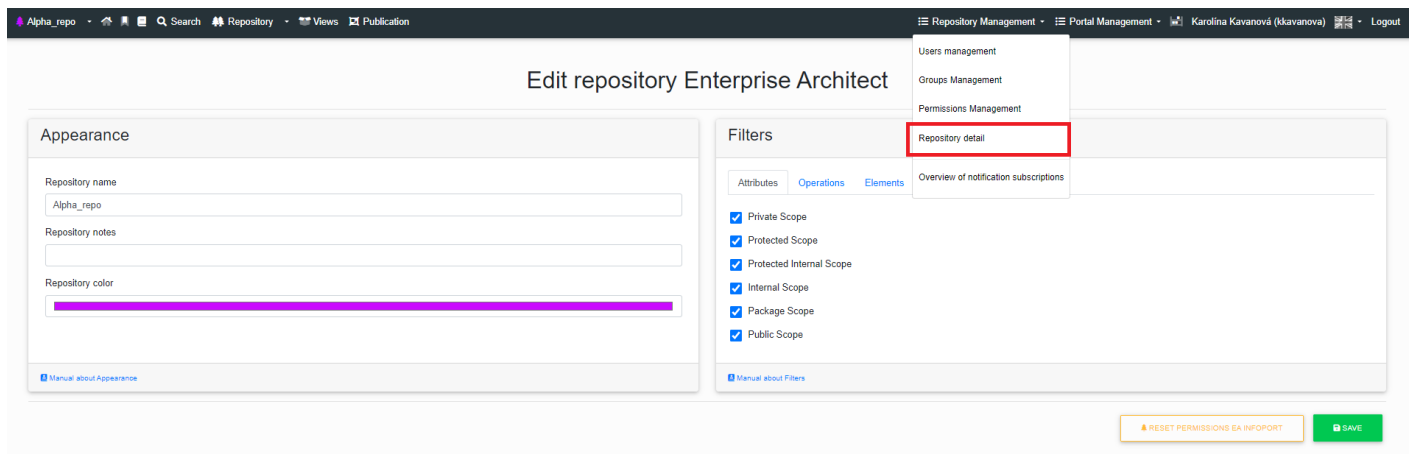 Alpha_repo Search Repository Views Publication Repository Management Portal Management Karolína Kavanová (kkavanova) Logout
Users management
Groups Management
Permissions Management
Repository detail
Overview of notification subscriptions
Edit repository Enterprise Architect
Appearance
Repository name
Alpha_repo
Repository notes
Repository color
Manual about Appearance
Filters
Attributes Operations Elements
Private Scope
Protected Scope
Protected Internal Scope
Internal Scope
Package Scope
Public Scope
Manual about Filters
RESET PERMISSIONS EA INFOPORT SAVE